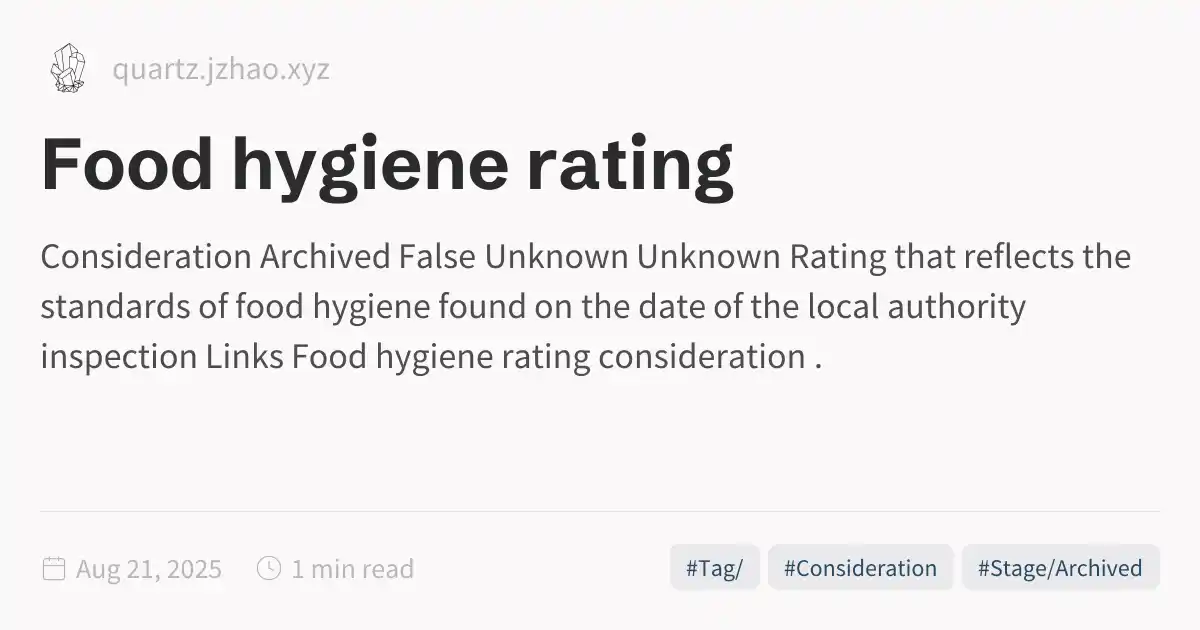 quartz.jzhao.xyz
Food hygiene rating
Consideration Archived False Unknown Unknown Rating that reflects the
standards of food hygiene found on the date of the local authority
inspection Links Food hygiene rating consideration .
Aug 21, 2025 1 min read #Tag/ #Consideration #Stage/Archived